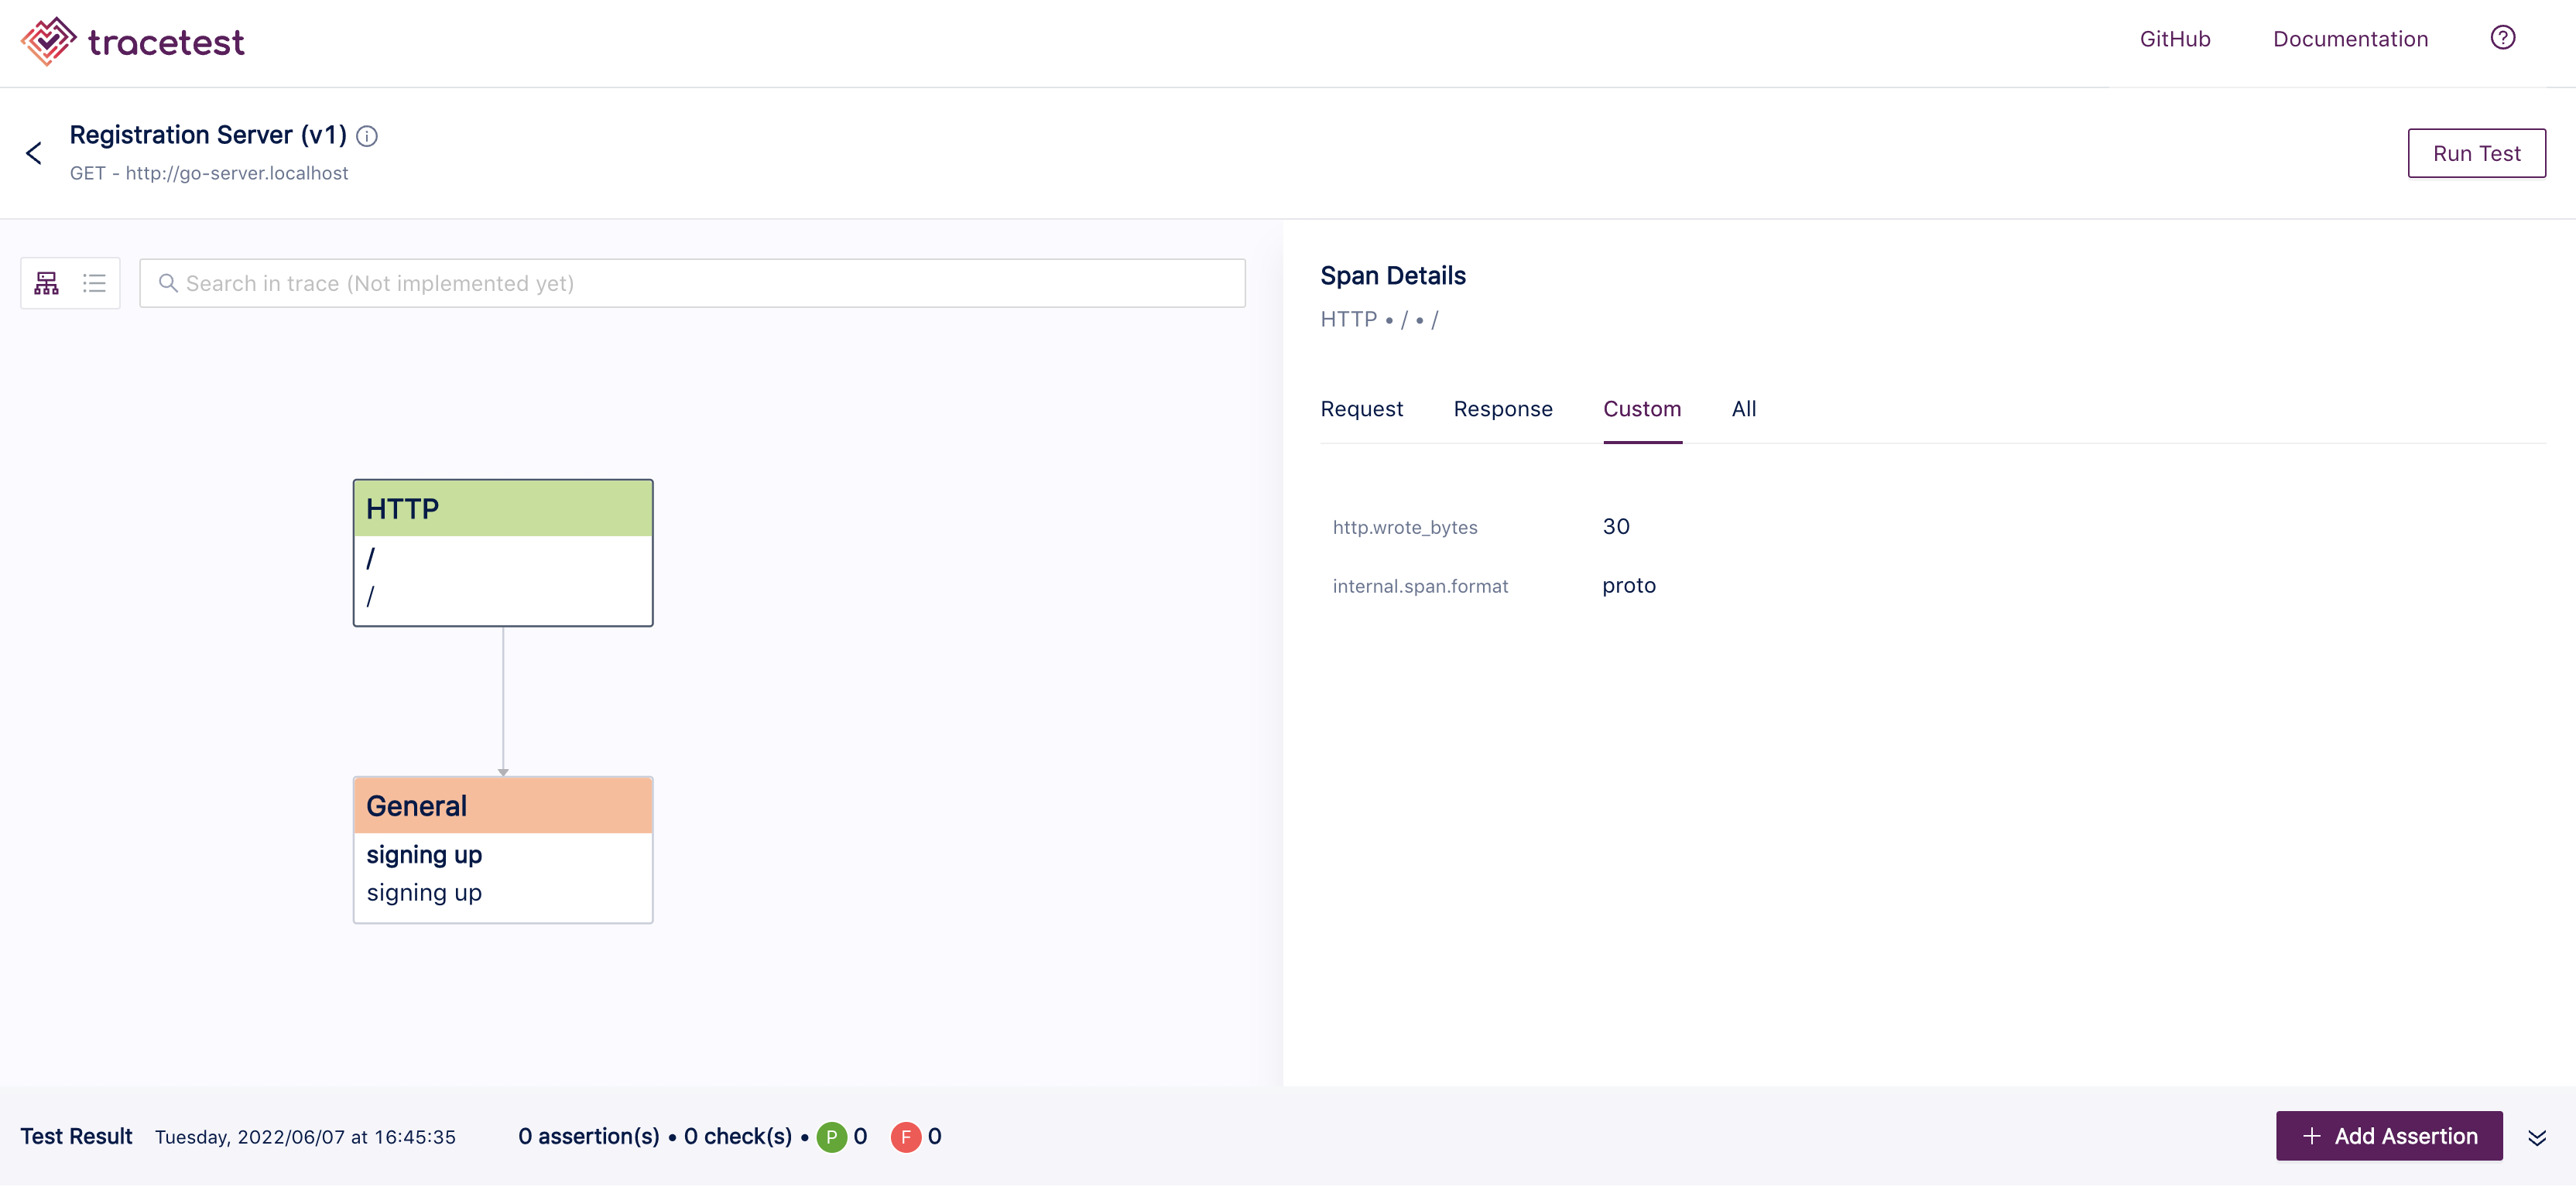 tracetest
GitHub
Documentation
Registration Server (v1)
GET - http://go-server.localhost
Run Test
Search in trace (Not implemented yet)
HTTP
/
/
General
signing up
signing up
Span Details
HTTP • / • /
Request Response Custom All
http.wrote_bytes 30
internal.span.format proto
Test Result Tuesday, 2022/06/07 at 16:45:35 0 assertion(s) • 0 check(s) • P 0 F 0
+ Add Assertion